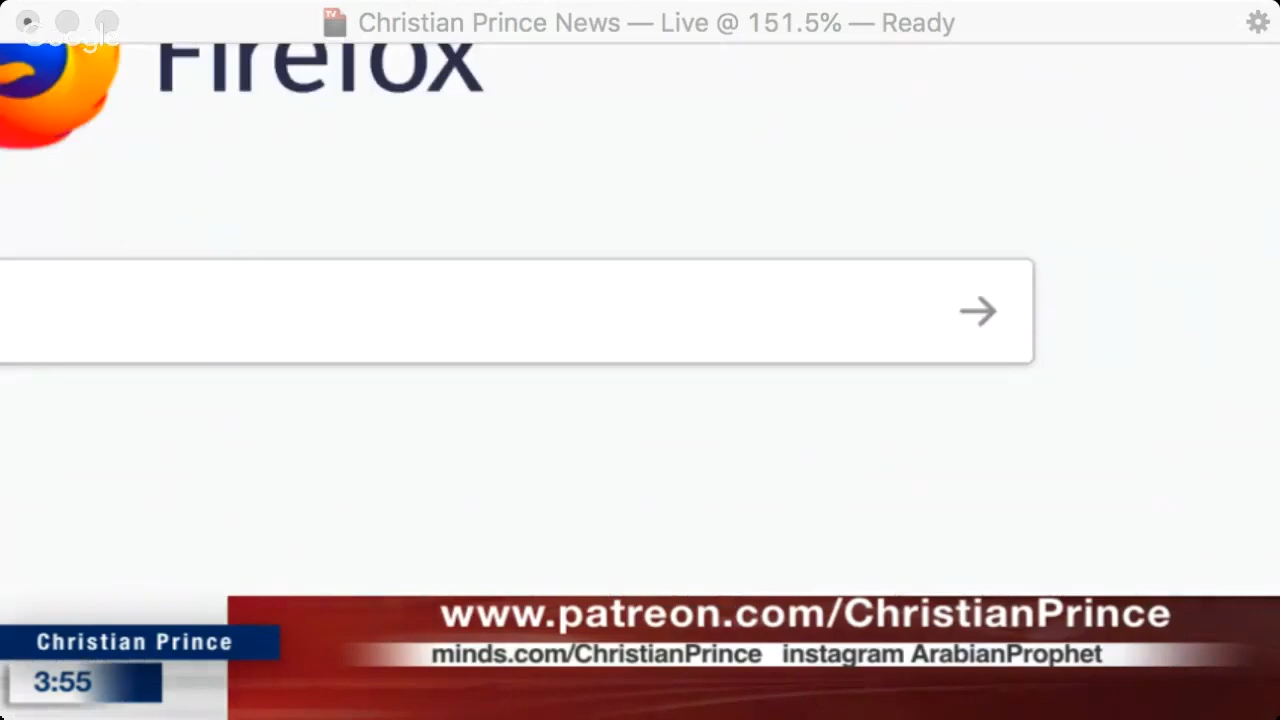 Christian Prince News — Live @ 151.5% — Ready
Google
Firefox
www.patreon.com/ChristianPrince
Christian Prince
minds.com/ChristianPrince instagram ArabianProphet
3:55